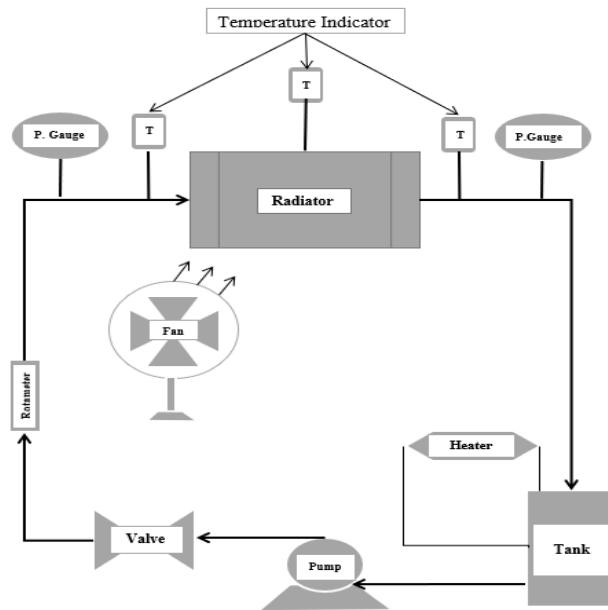 Temperature Indicator
T
P. Gauge
T
T
P.Gauge
Radiator
Fan
Rotameter
Heater
Valve
Pump
Tank